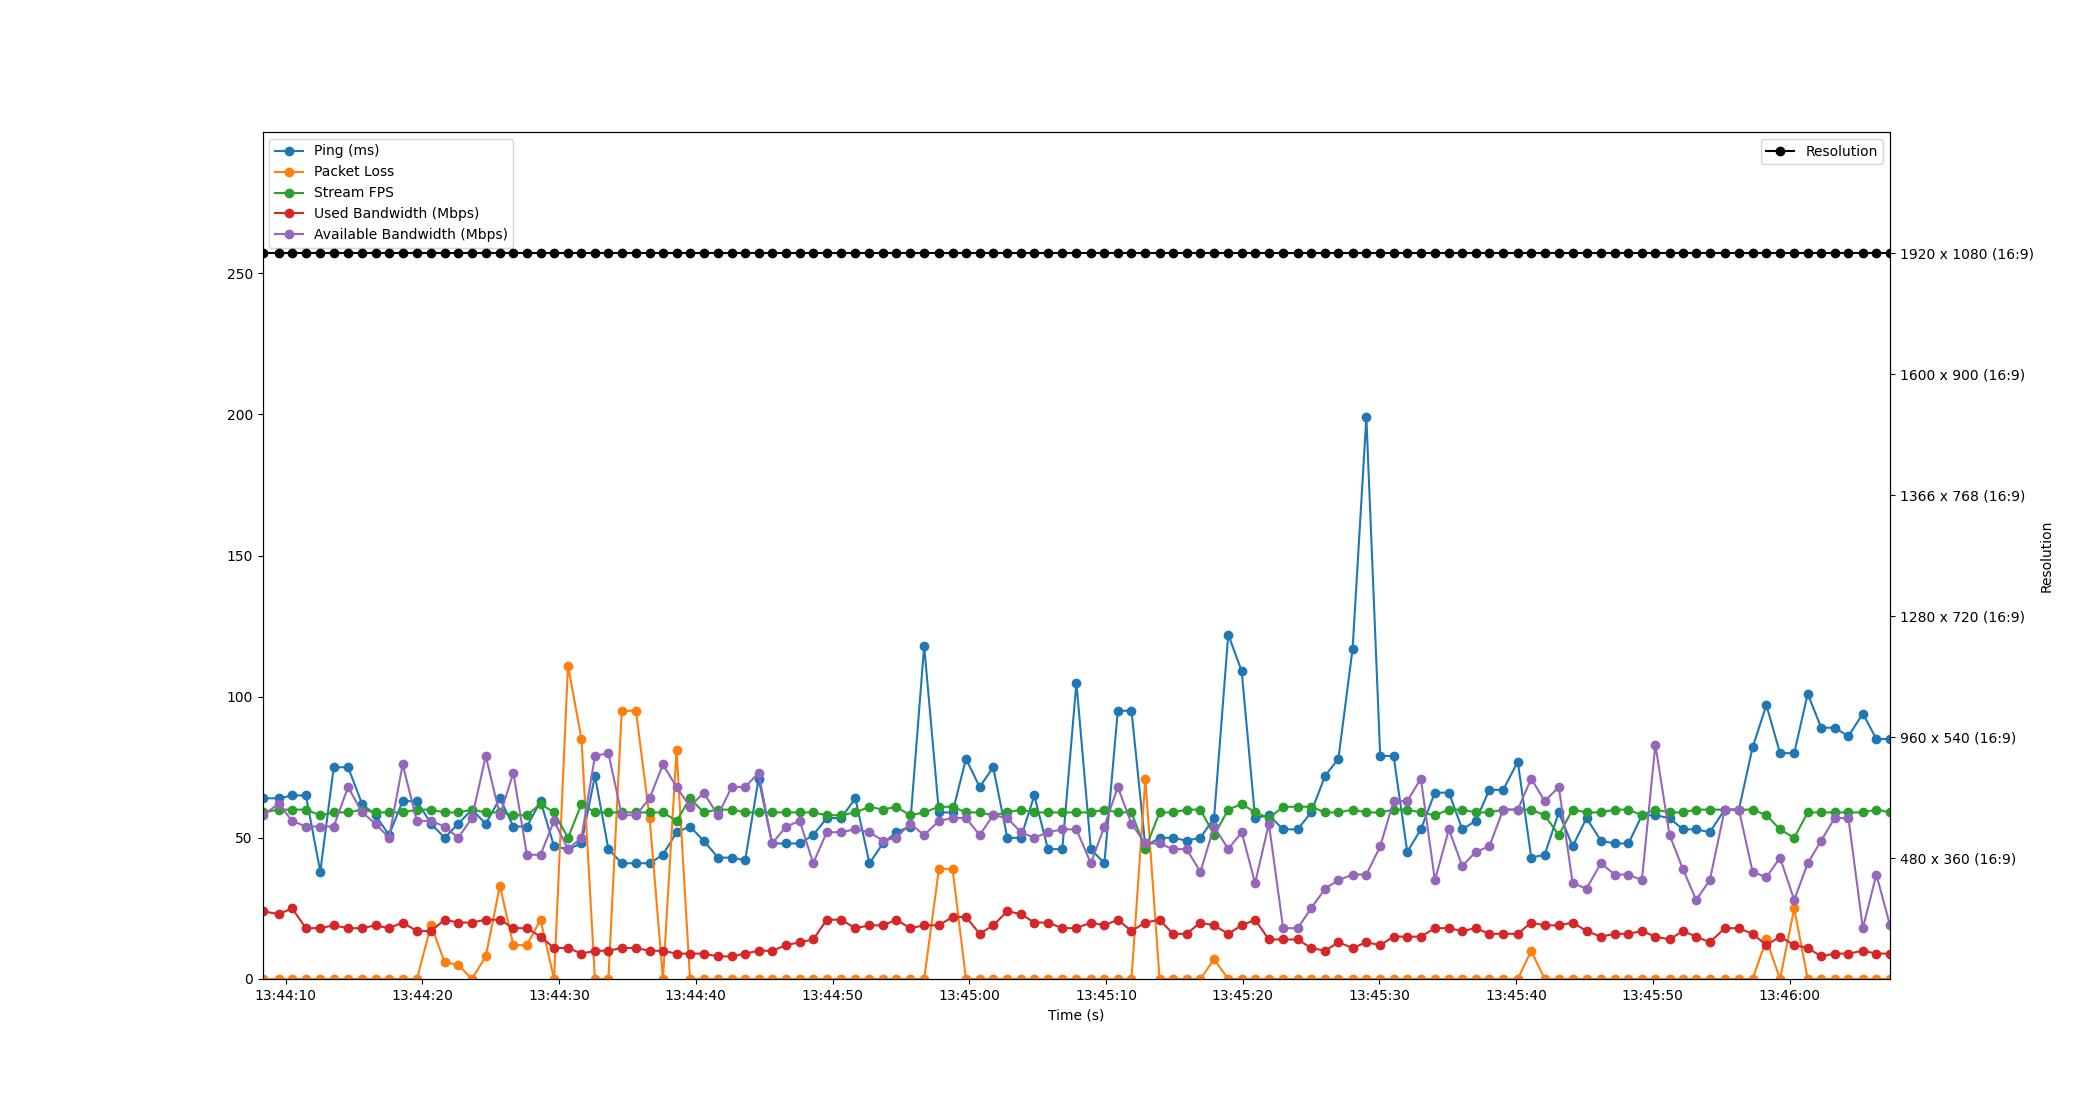 Ping (ms)
Packet Loss
Stream FPS
Used Bandwidth (Mbps)
Available Bandwidth (Mbps)
Resolution
250
200
150
100
50
0
1920 x 1080 (16:9)
1600 x 900 (16:9)
1366 x 768 (16:9)
1280 x 720 (16:9)
960 x 540 (16:9)
480 x 360 (16:9)
Resolution
13:44:10 13:44:20 13:44:30 13:44:40 13:44:50 13:45:00 13:45:10 13:45:20 13:45:30 13:45:40 13:45:50 13:46:00
Time (s)